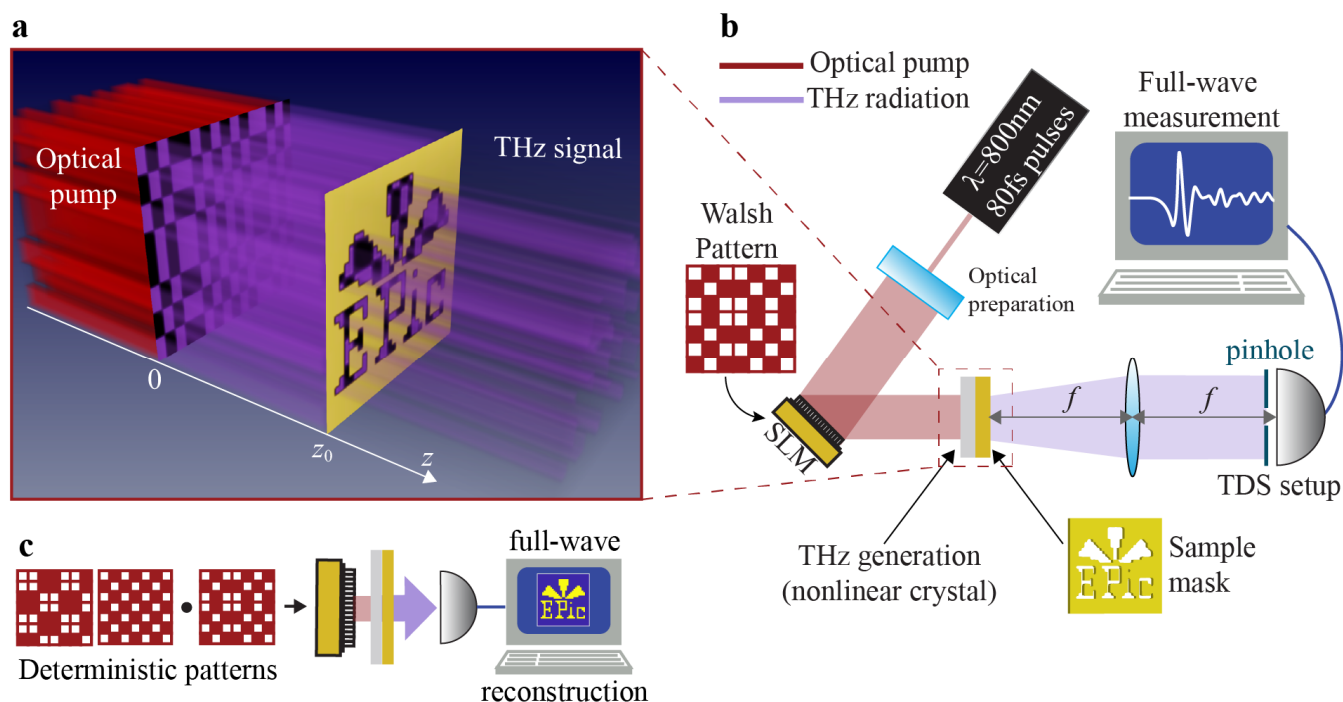 a
Optical
pump
THz signal
EPic
0
z₀
z
b
Optical pump
THz radiation
λ=800nm
80fs pulses
Full-wave
measurement
Walsh
Pattern
Optical
preparation
SLM
pinhole
f
f
TDS setup
THz generation
(nonlinear crystal)
EPic
Sample
mask
c
Deterministic patterns
full-wave
EPic
reconstruction